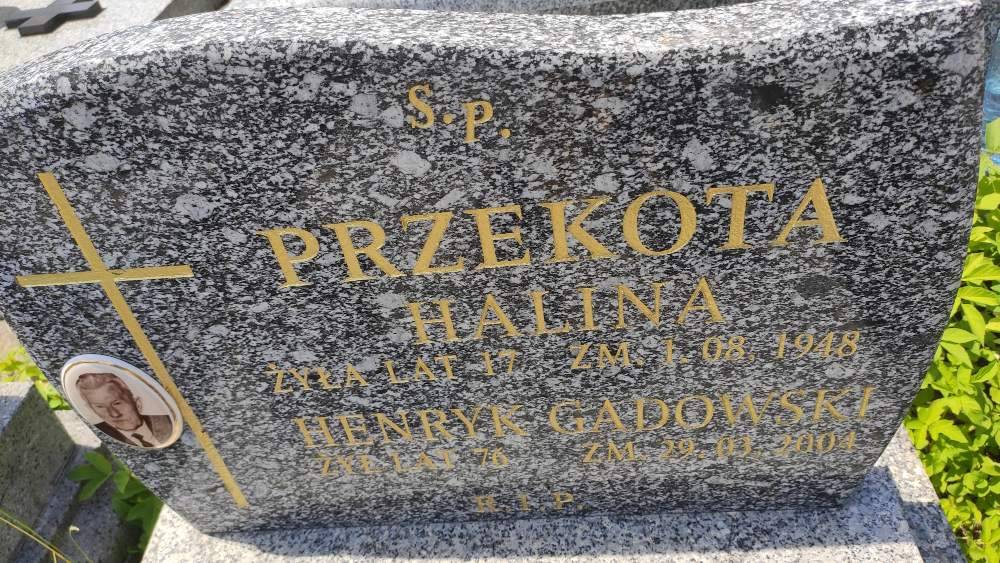 S.P.
PRZEKOTA
HALINA
ŻYŁA LAT 17 ZM. 1. 08. 1948
HENRYK GADOWSKI
ŻYŁ LAT 76 ZM. 29. 03. 2004
R.I.P.